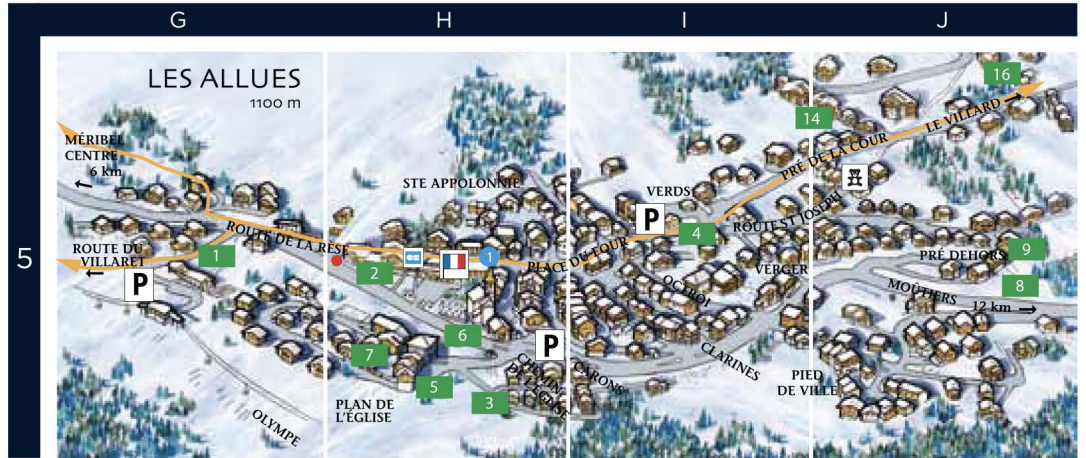 G H I J
5
LES ALLUES
1100 m
MÉRIBEL
CENTRE
6 km
ROUTE DU
VILLARET
P
1
ROUTE DE LA RESE
OLYMPE
STE APPOLONNIE
2
1
6
7
5
3
P
PLAN DE
L'ÉGLISE
CHEMIN
DE L'ÉGLISE
CARONS
PLACE DU FOUR
VERDS
P
4
OCTROI
CLARINES
ROUTE ST JOSEPH
VERGER
14
PRÉ DE LA COUR
LE VILLARD
16
PRÉ DEHORS
9
8
MOÛTIERS
12 km
PIED
DE VILLE